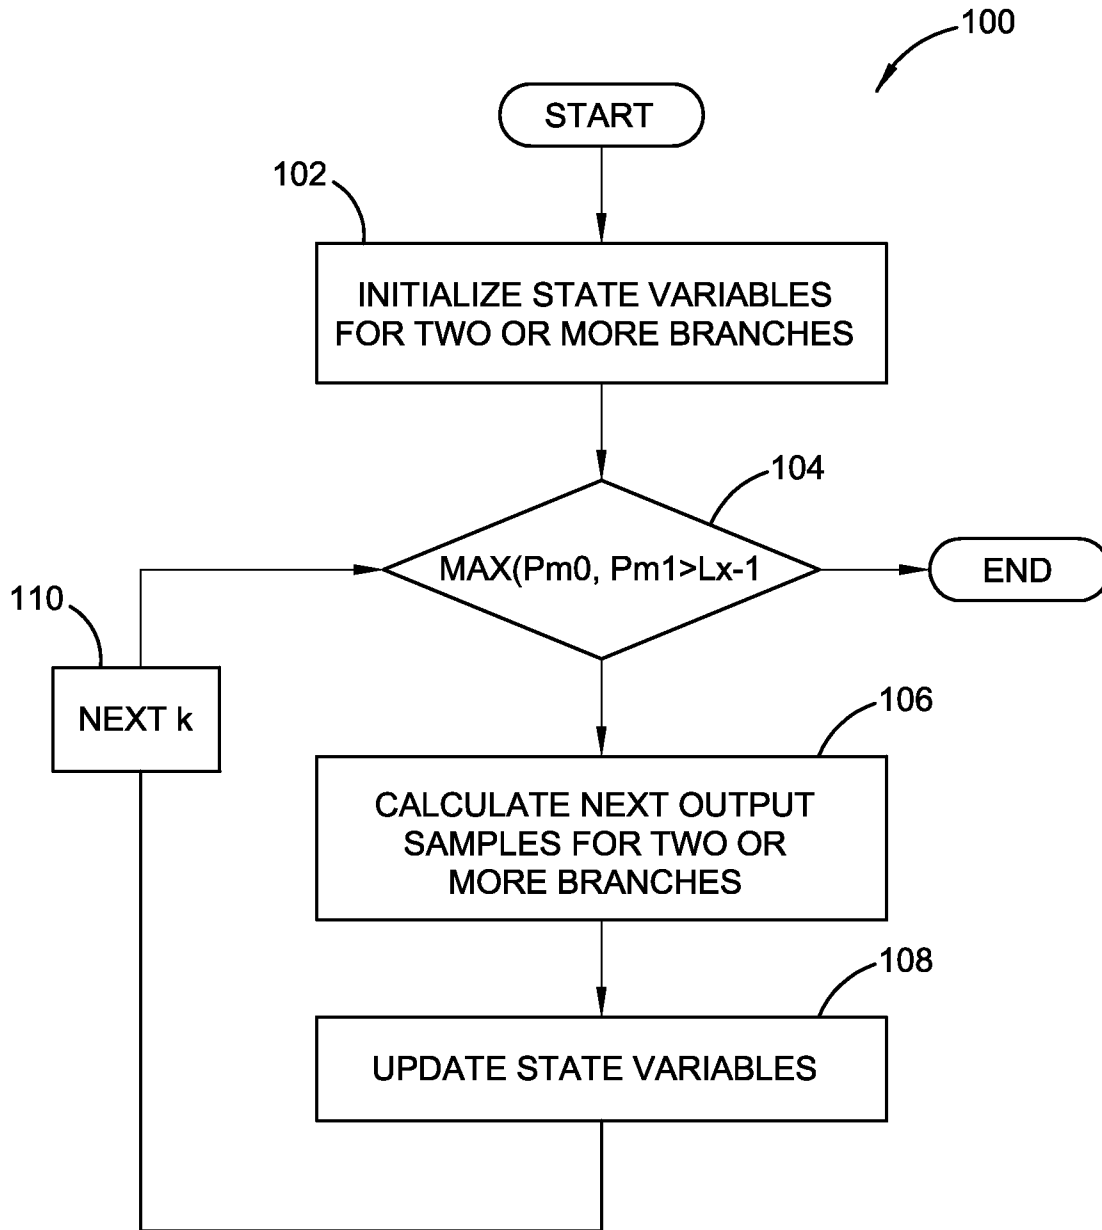 100
START
102
INITIALIZE STATE VARIABLES
FOR TWO OR MORE BRANCHES
104
MAX(Pm0, Pm1>Lx-1
END
110
NEXT k
106
CALCULATE NEXT OUTPUT
SAMPLES FOR TWO OR
MORE BRANCHES
108
UPDATE STATE VARIABLES